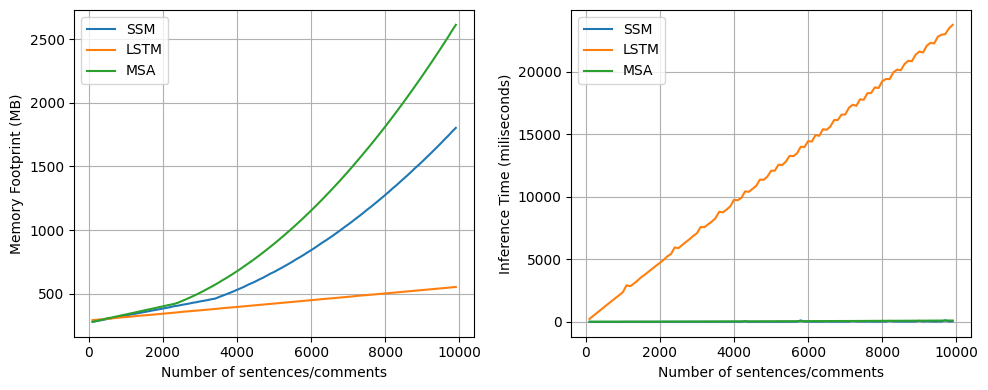 SSM
LSTM
MSA
Memory Footprint (MB)
2500
2000
1500
1000
500
0
2000
4000
6000
8000
10000
Number of sentences/comments
SSM
LSTM
MSA
Inference Time (miliseconds)
20000
15000
10000
5000
0
0
2000
4000
6000
8000
10000
Number of sentences/comments